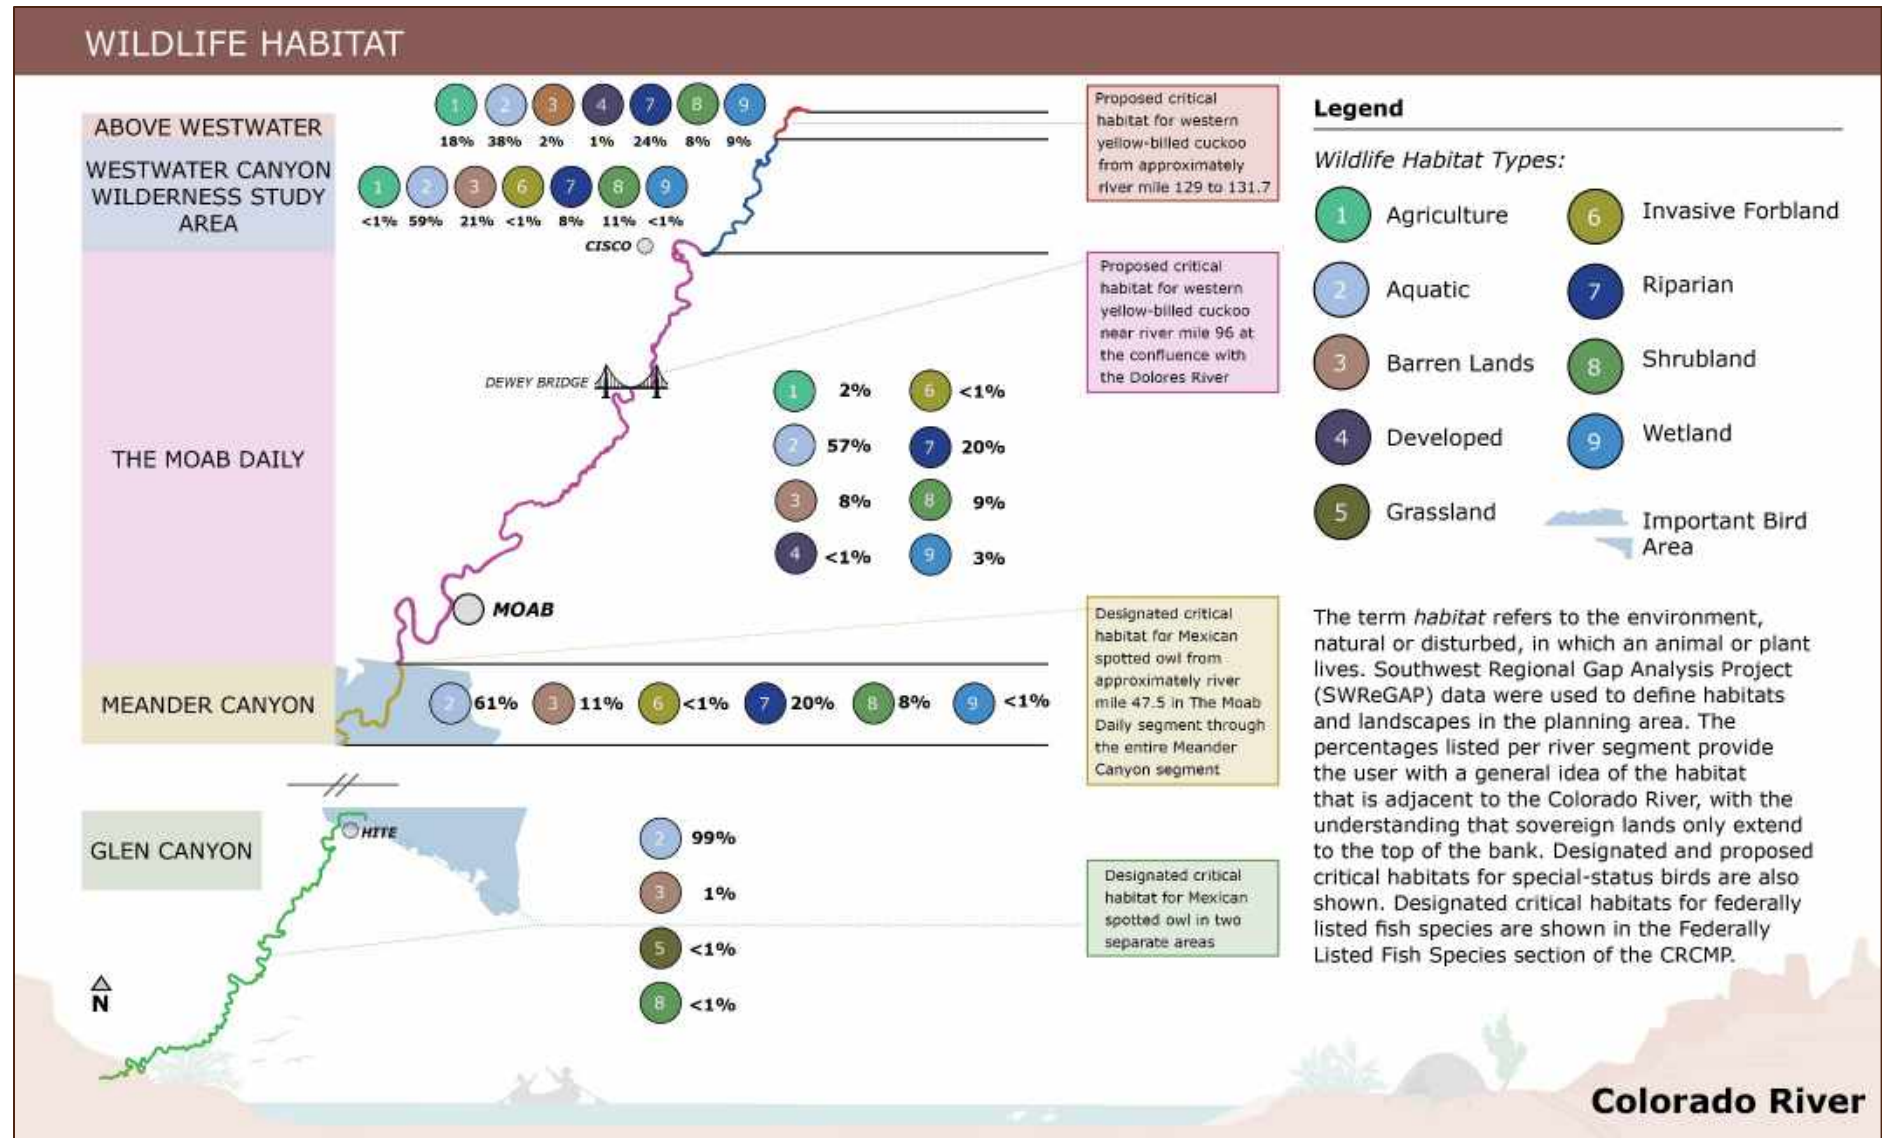 WILDLIFE HABITAT
ABOVE WESTWATER
1 2 3 4 7 8 9
18% 38% 2% 1% 24% 8% 9%
WESTWATER CANYON
WILDERNESS STUDY
AREA
1 2 3 6 7 8 9
<1% 59% 21% <1% 8% 11% <1%
CISCO
THE MOAB DAILY
DEWEY BRIDGE
1 2% 6 <1%
2 57% 7 20%
3 8% 8 9%
4 <1% 9 3%
MOAB
MEANDER CANYON
2 61% 3 11% 6 <1% 7 20% 8 8% 9 <1%
GLEN CANYON
HITE
2 99%
3 1%
5 <1%
8 <1%
N
Proposed critical
habitat for western
yellow-billed cuckoo
from approximately
river mile 129 to 131.7
Proposed critical
habitat for western
yellow-billed cuckoo
near river mile 96 at
the confluence with
the Dolores River
Designated critical
habitat for Mexican
spotted owl from
approximately river
mile 47.5 in The Moab
Daily segment through
the entire Meander
Canyon segment
Designated critical
habitat for Mexican
spotted owl in two
separate areas
Legend
Wildlife Habitat Types:
1 Agriculture
2 Aquatic
3 Barren Lands
4 Developed
5 Grassland
6 Invasive Forbland
7 Riparian
8 Shrubland
9 Wetland
Important Bird
Area
The term habitat refers to the environment,
natural or disturbed, in which an animal or plant
lives. Southwest Regional Gap Analysis Project
(SWReGAP) data were used to define habitats
and landscapes in the planning area. The
percentages listed per river segment provide
the user with a general idea of the habitat
that is adjacent to the Colorado River, with the
understanding that sovereign lands only extend
to the top of the bank. Designated and proposed
critical habitats for special-status birds are also
shown. Designated critical habitats for federally
listed fish species are shown in the Federally
Listed Fish Species section of the CRCMP.
Colorado River